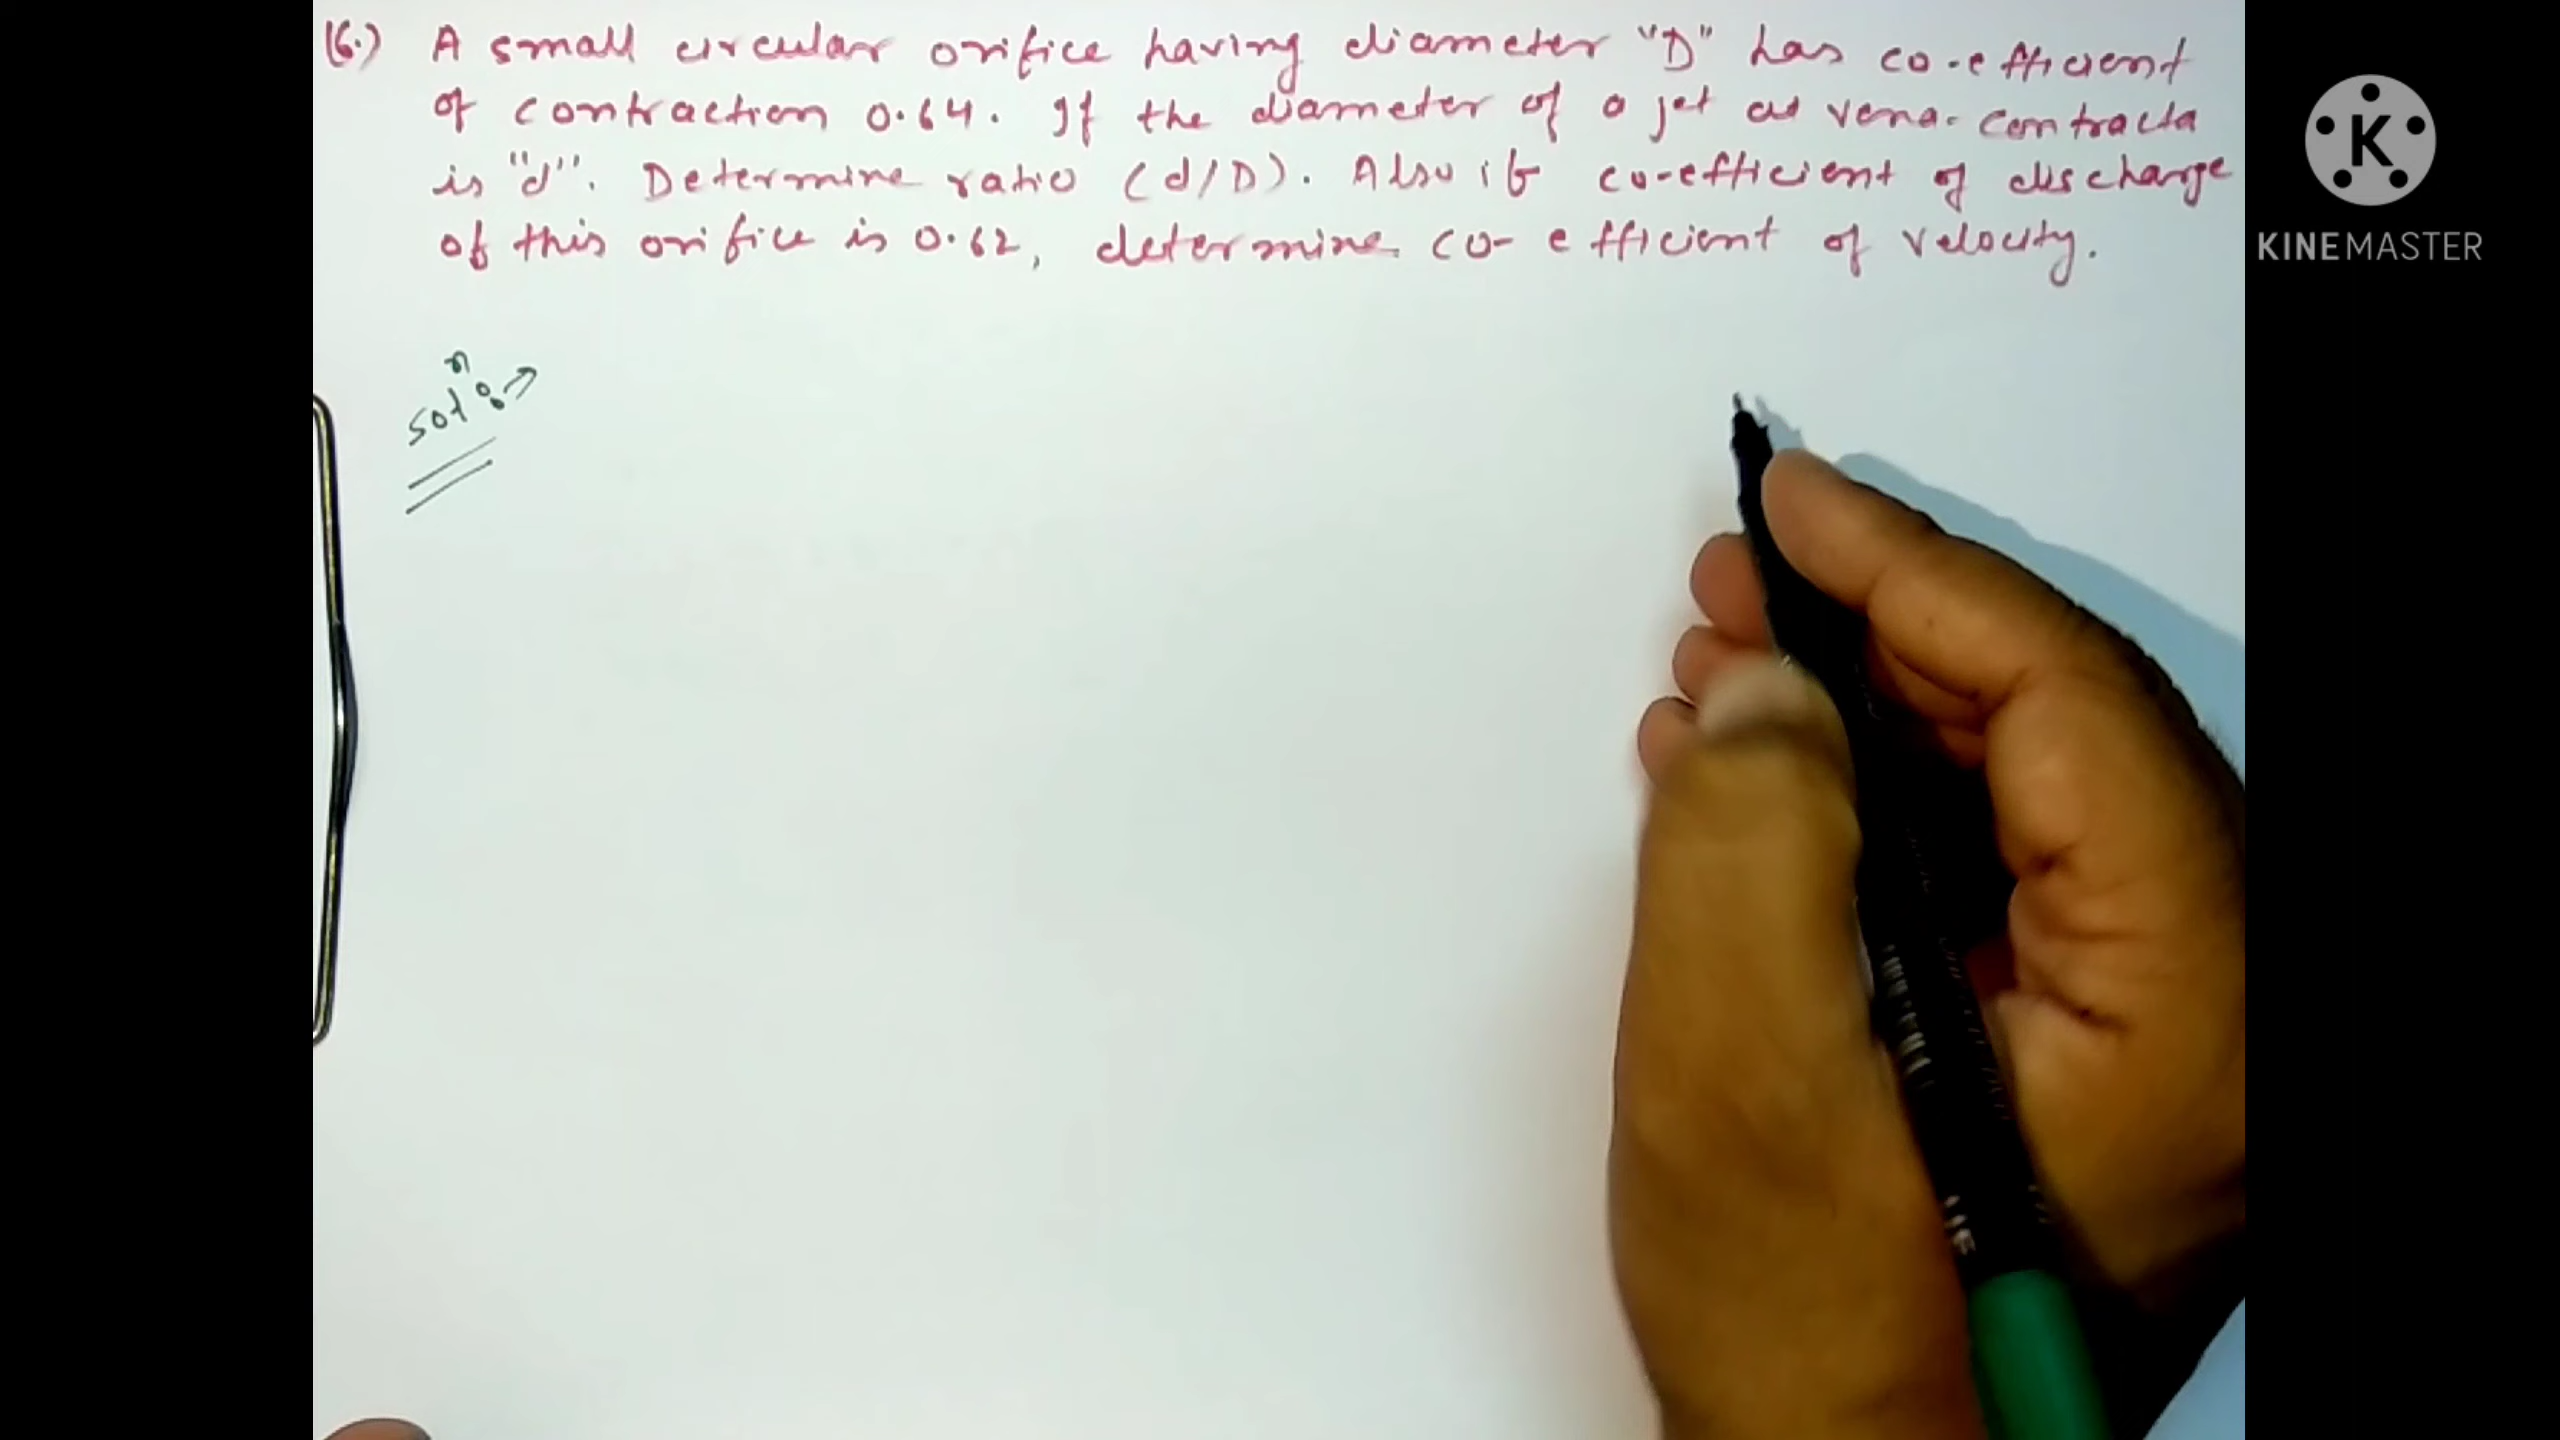 (6.) A small circular orifice having diameter "D" has co-efficient
of contraction 0.64. If the diameter of a jet at vena-contracta
is "d". Determine ratio (d/D). Also if co-efficient of discharge
of this orifice is 0.62, determine co-efficient of velocity.
K
KINEMASTER
solⁿ:→